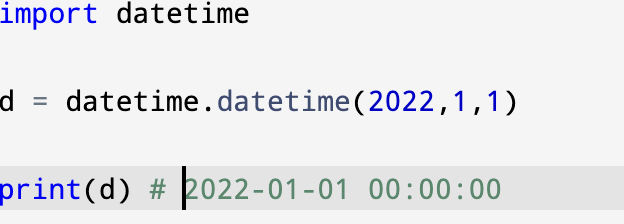 import datetime
d = datetime.datetime(2022,1,1)
print(d) # 2022-01-01 00:00:00